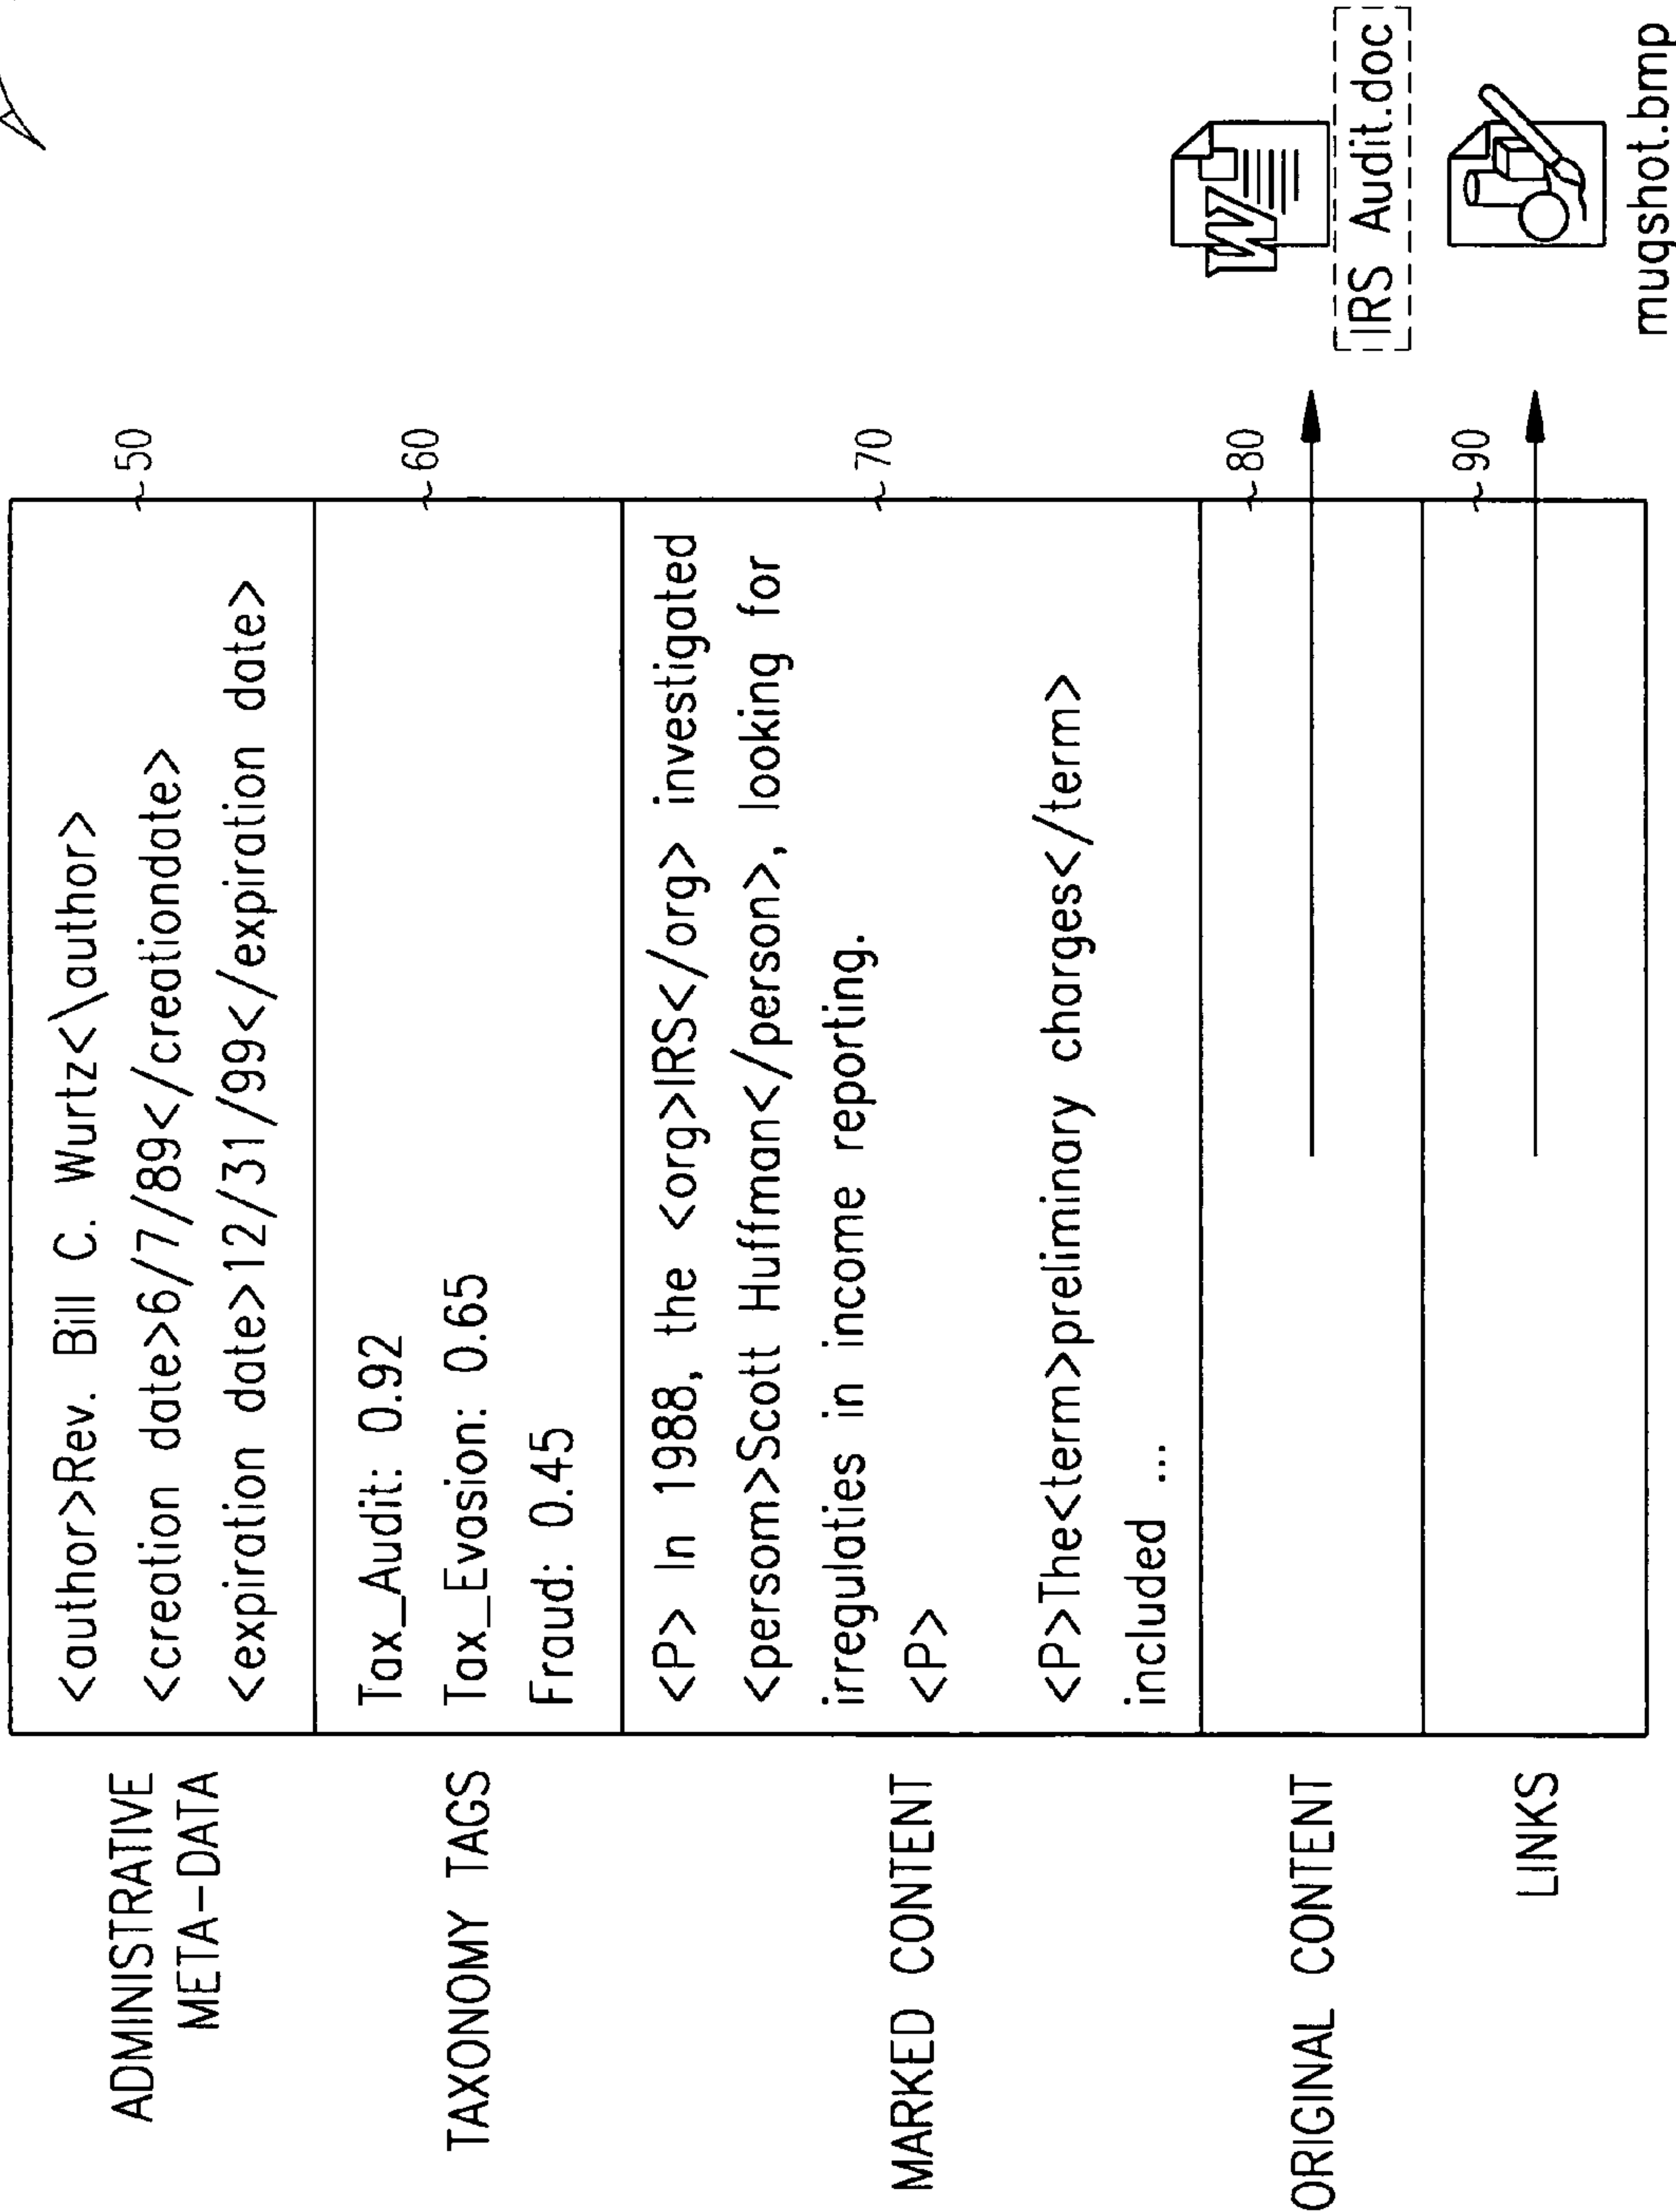 ADMINISTRATIVE
META-DATA
<author>Rev. Bill C. Wurtz<\author>
<creation date>6/7/89</creationdate>
<expiration date>12/31/99</expiration date>
50
TAXONOMY TAGS
Tax_Audit: 0.92
Tax_Evasion: 0.65
Fraud: 0.45
60
MARKED CONTENT
<P> In 1988, the <org>IRS</org> investigated
<persom>Scott Huffman</person>, looking for
irregulaties in income reporting.
<P>
<P>The<term>preliminary charges</term>
included ...
70
ORIGINAL CONTENT
80
IRS Audit.doc
LINKS
90
mugshot.bmp
W